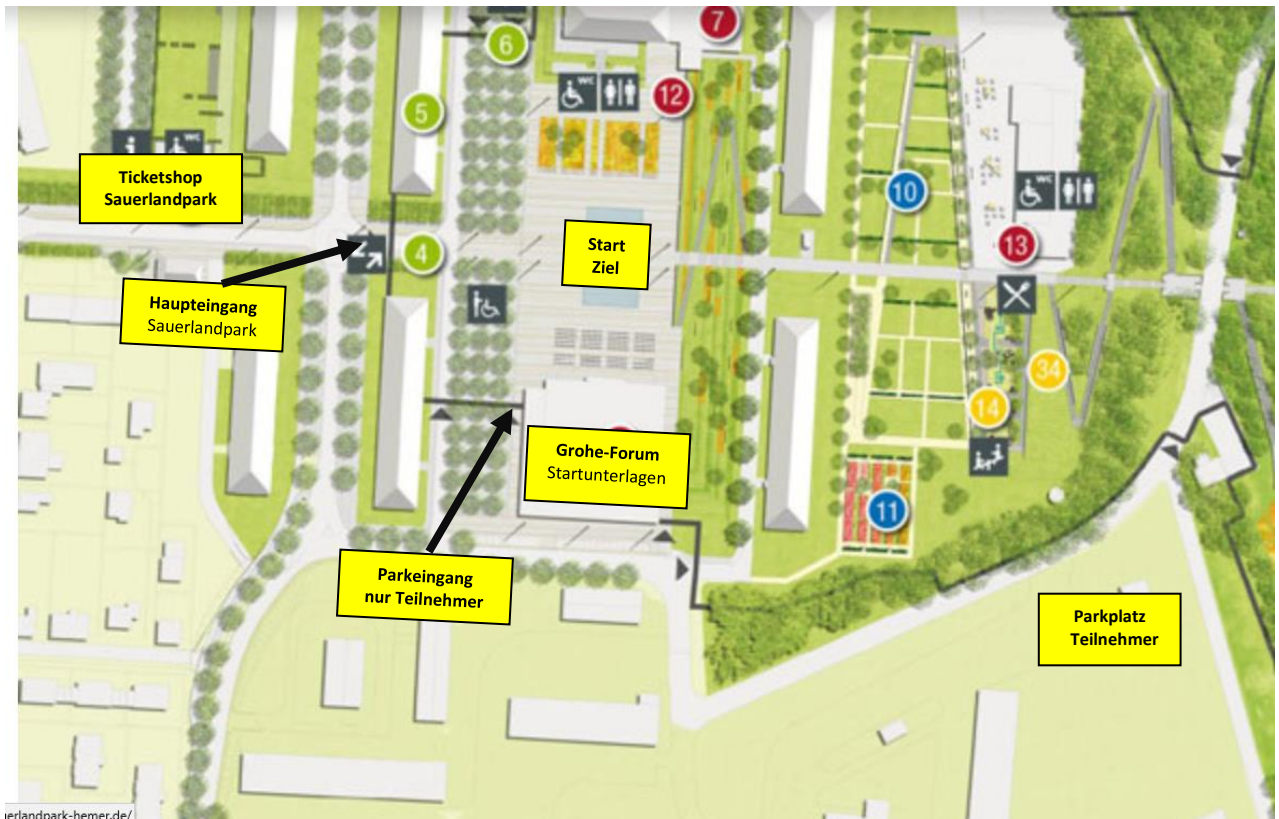 7
6
WC
12
5
WC
Ticketshop
Sauerlandpark
10
WC
13
Start
Ziel
4
Haupteingang
Sauerlandpark
34
14
Grohe-Forum
Startunterlagen
11
Parkeingang
nur Teilnehmer
Parkplatz
Teilnehmer
erlandpark-hemer.de/